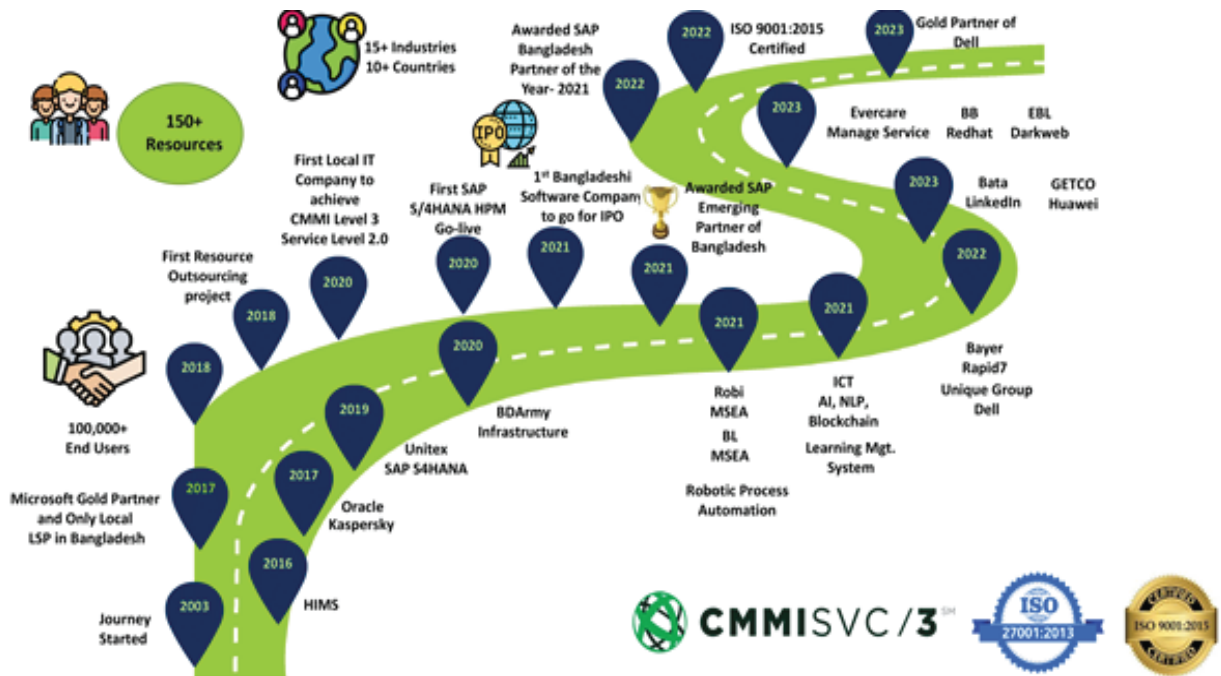 15+ Industries
10+ Countries
150+
Resources
Awarded SAP
Bangladesh
Partner of the
Year- 2021
2022
2022
ISO 9001:2015
Certified
2023
Gold Partner of
Dell
2023
Evercare
Manage Service
BB
Redhat
EBL
Darkweb
IPO
First Local IT
Company to
achieve
CMMI Level 3
Service Level 2.0
First SAP
S/4HANA HPM
Go-live
1st Bangladeshi
Software Company
to go for IPO
Awarded SAP
Emerging
Partner of
Bangladesh
2023
Bata
LinkedIn
GETCO
Huawei
First Resource
Outsourcing
project
2018
2020
2020
2021
2021
2022
2018
100,000+
End Users
2019
2020
2021
2021
Unitex
SAP S4HANA
BDArmy
Infrastructure
Robi
MSEA
BL
MSEA
Robotic Process
Automation
ICT
AI, NLP,
Blockchain
Learning Mgt.
System
Bayer
Rapid7
Unique Group
Dell
Microsoft Gold Partner
and Only Local
LSP in Bangladesh
2017
2017
Oracle
Kaspersky
Journey
Started
2003
2016
HIMS
CMMISVC/3 SM
ISO
27001:2013
CERTIFIED
ISO 9001:2015
CERTIFIED